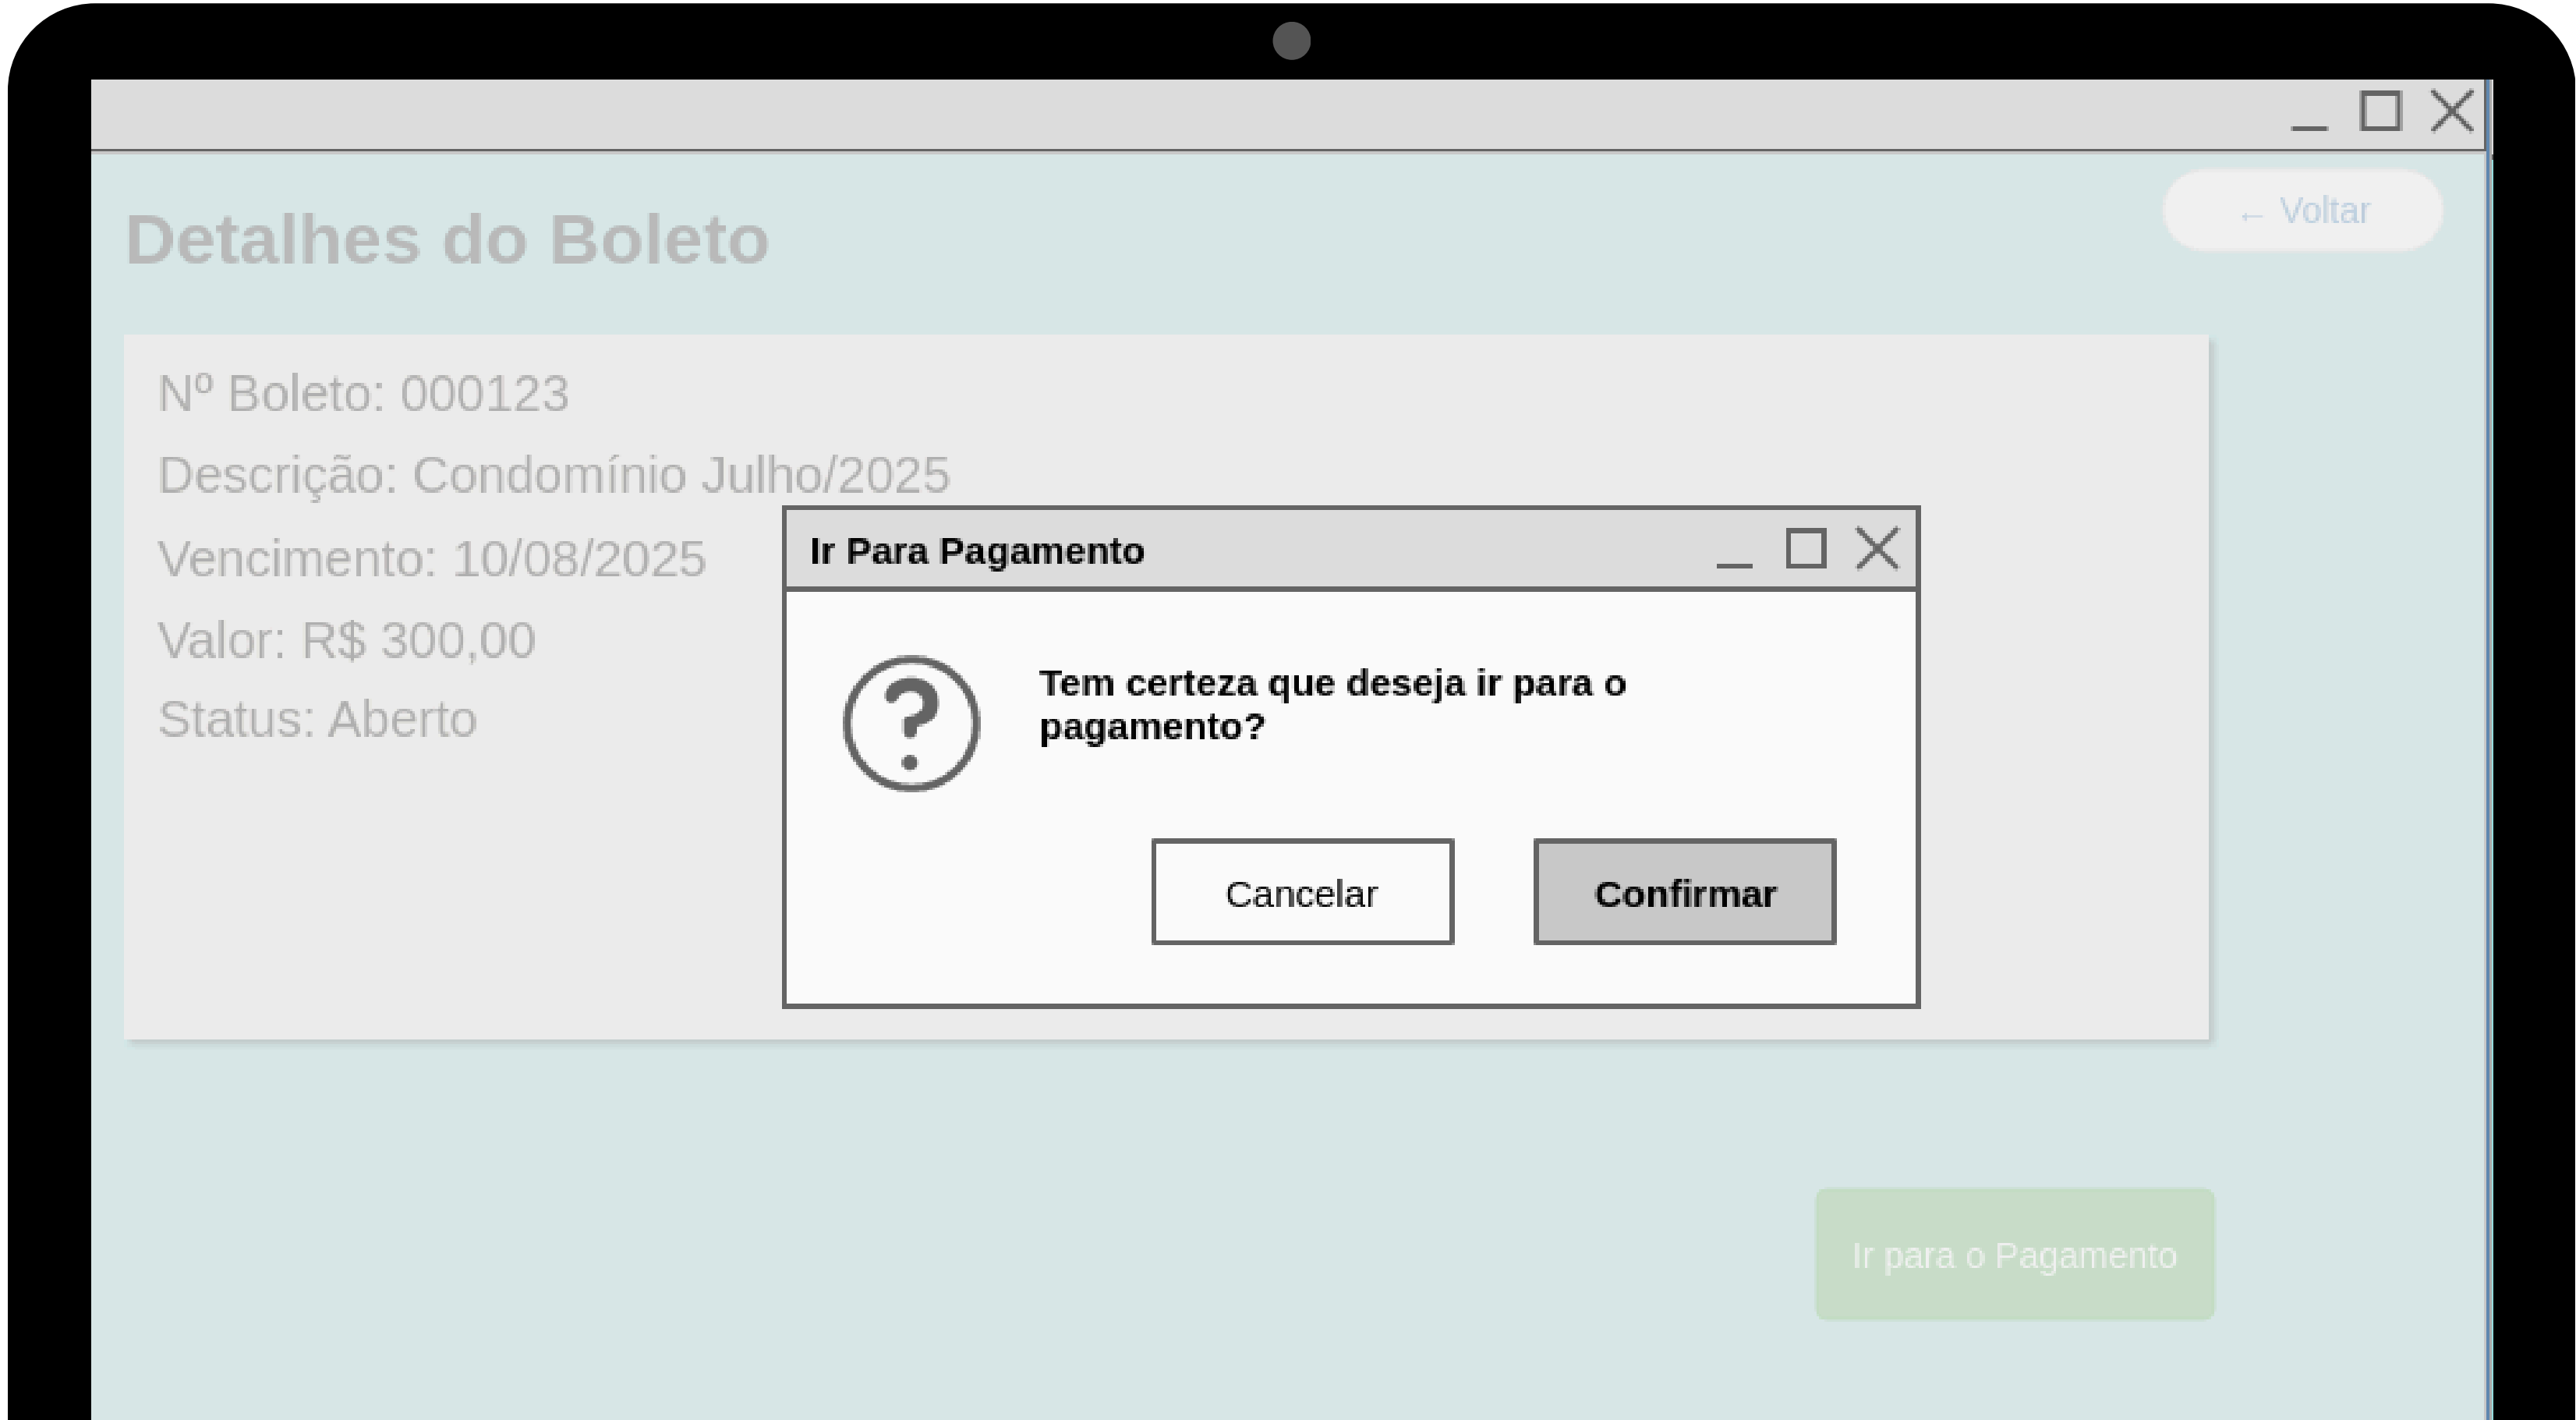 ← Voltar
Detalhes do Boleto
Nº Boleto: 000123
Descrição: Condomínio Julho/2025
Vencimento: 10/08/2025
Valor: R$ 300,00
Status: Aberto
Ir Para Pagamento
Tem certeza que deseja ir para o
pagamento?
Cancelar
Confirmar
Ir para o Pagamento